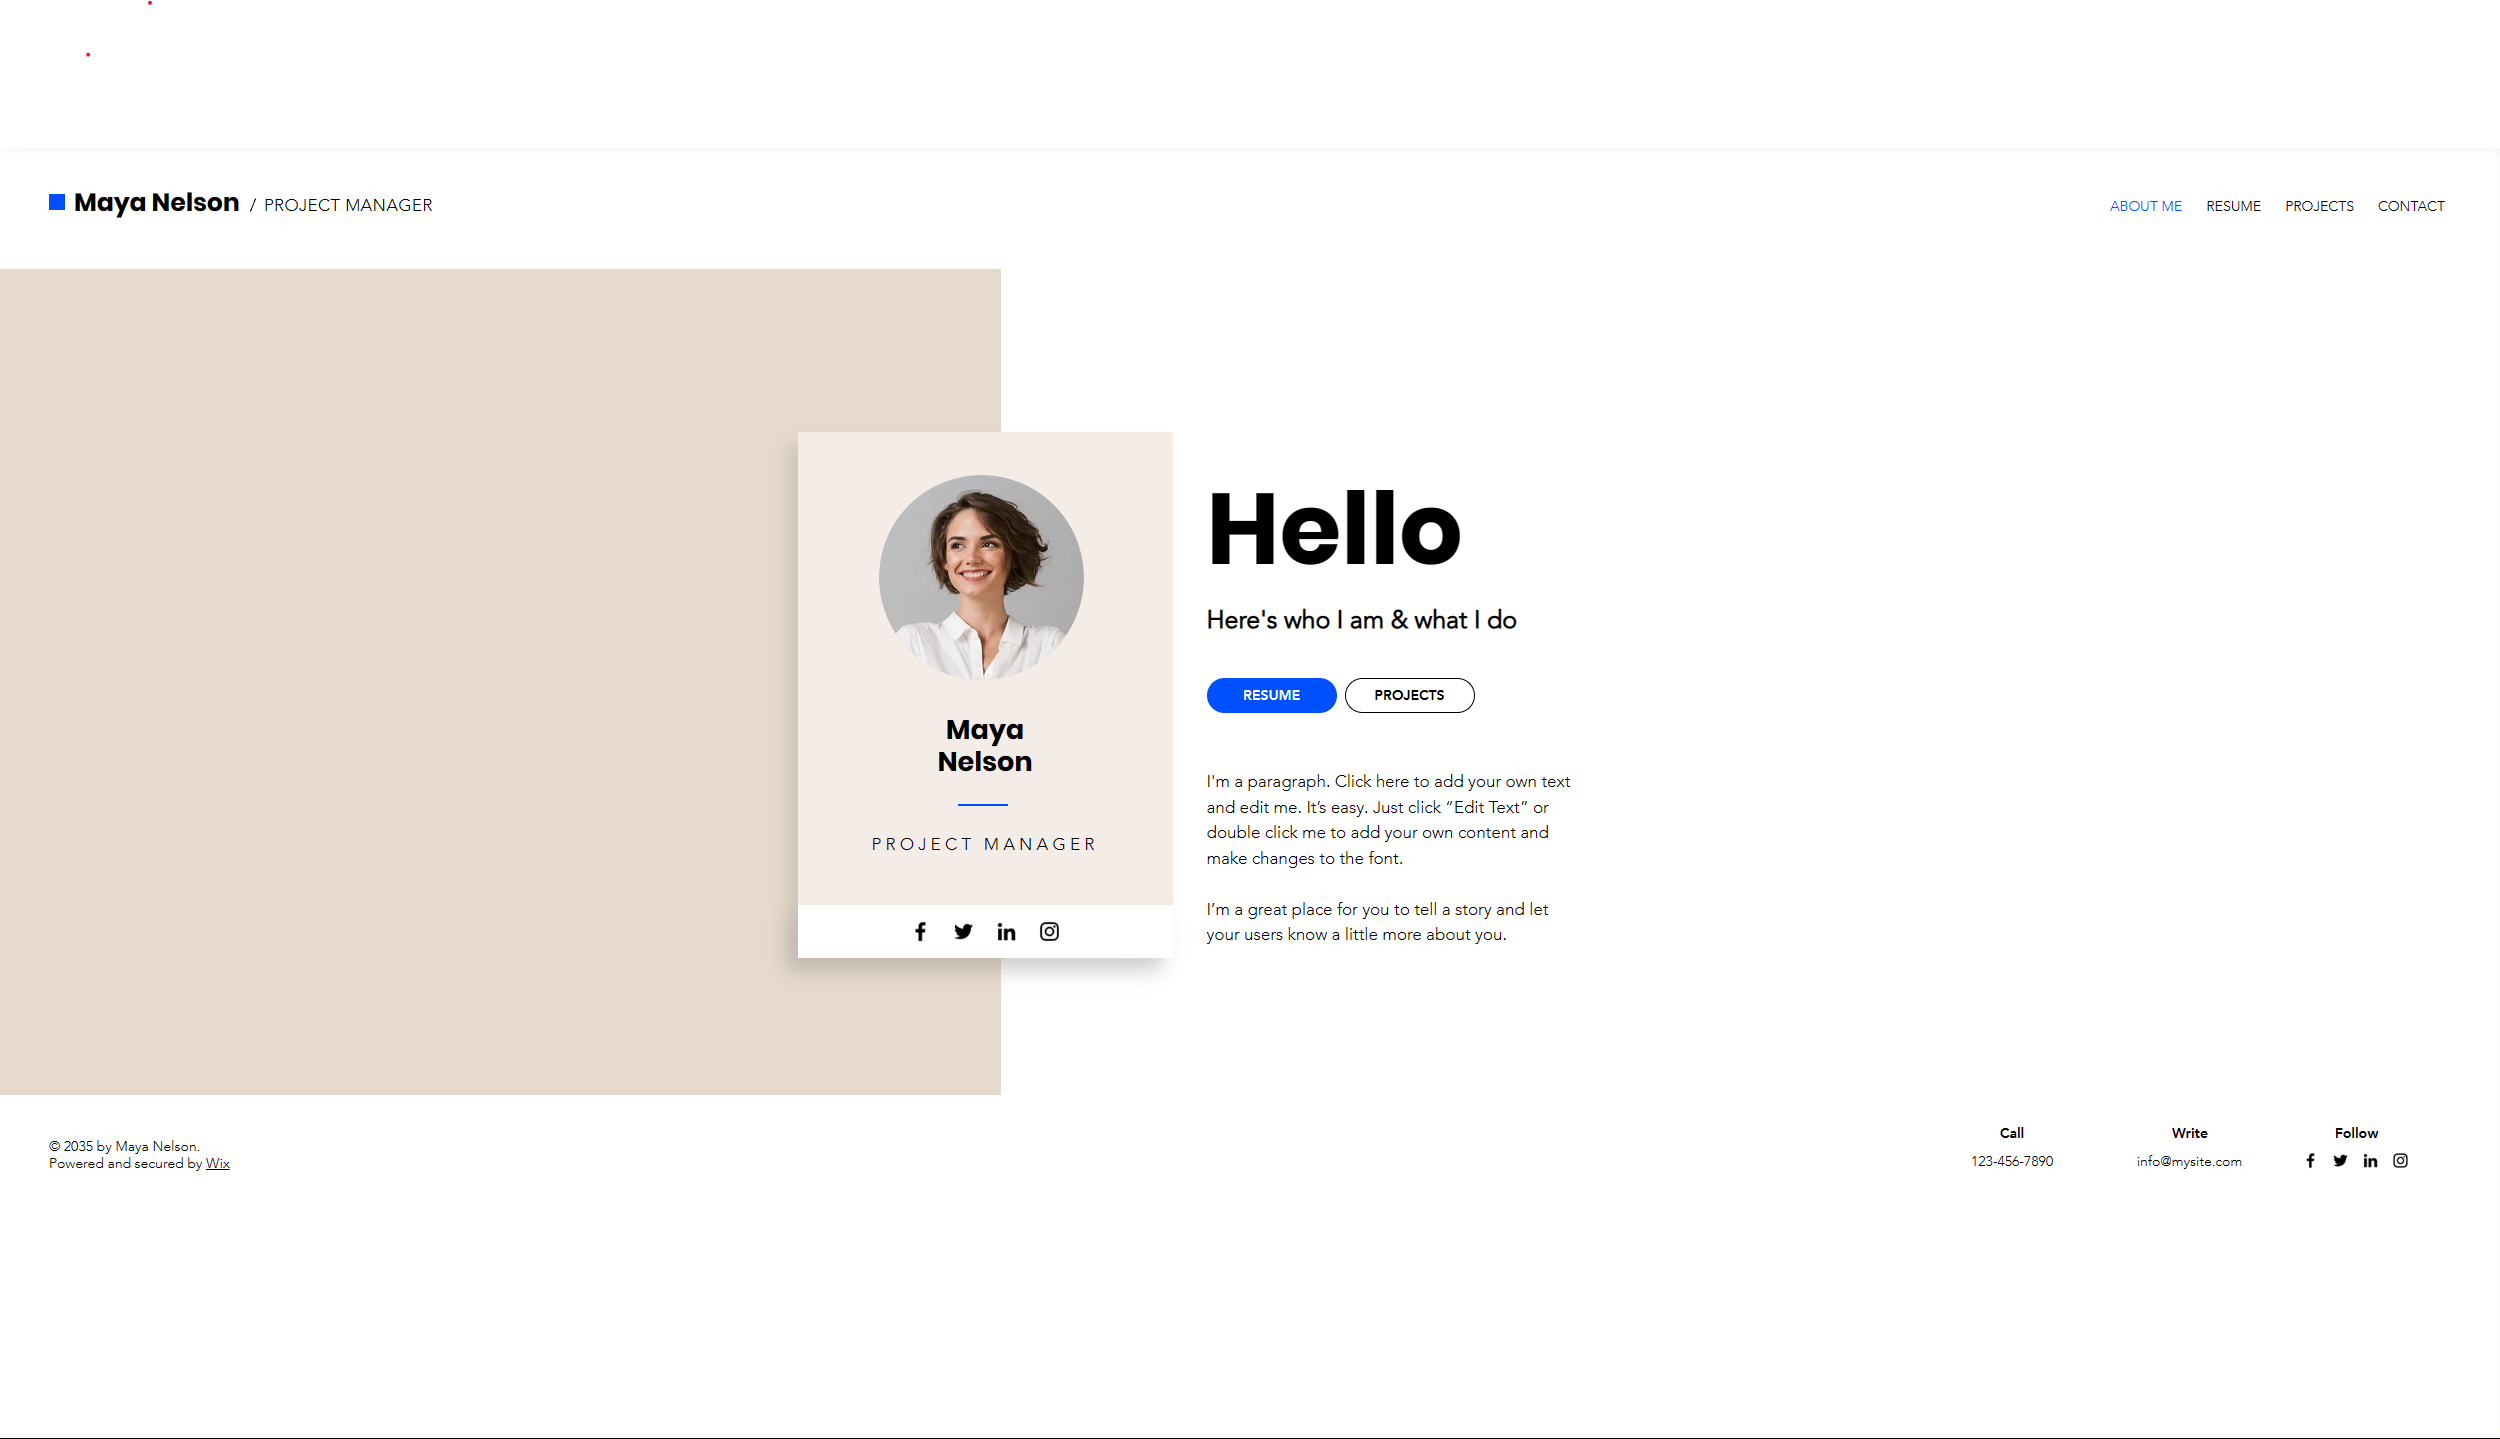 Maya Nelson / PROJECT MANAGER
ABOUT ME RESUME PROJECTS CONTACT
Maya
Nelson
PROJECT MANAGER
Hello
Here's who I am & what I do
RESUME PROJECTS
I'm a paragraph. Click here to add your own text
and edit me. It’s easy. Just click “Edit Text” or
double click me to add your own content and
make changes to the font.
I’m a great place for you to tell a story and let
your users know a little more about you.
© 2035 by Maya Nelson.
Powered and secured by Wix
Call
123-456-7890
Write
info@mysite.com
Follow